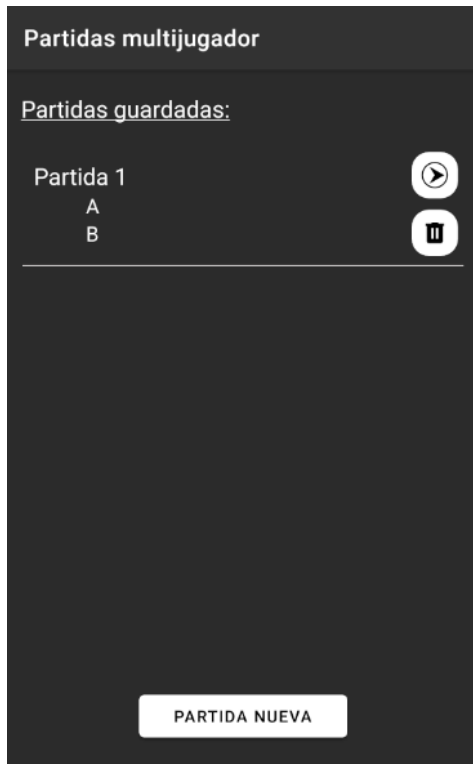 Partidas multijugador
Partidas guardadas:
Partida 1
A
B
PARTIDA NUEVA